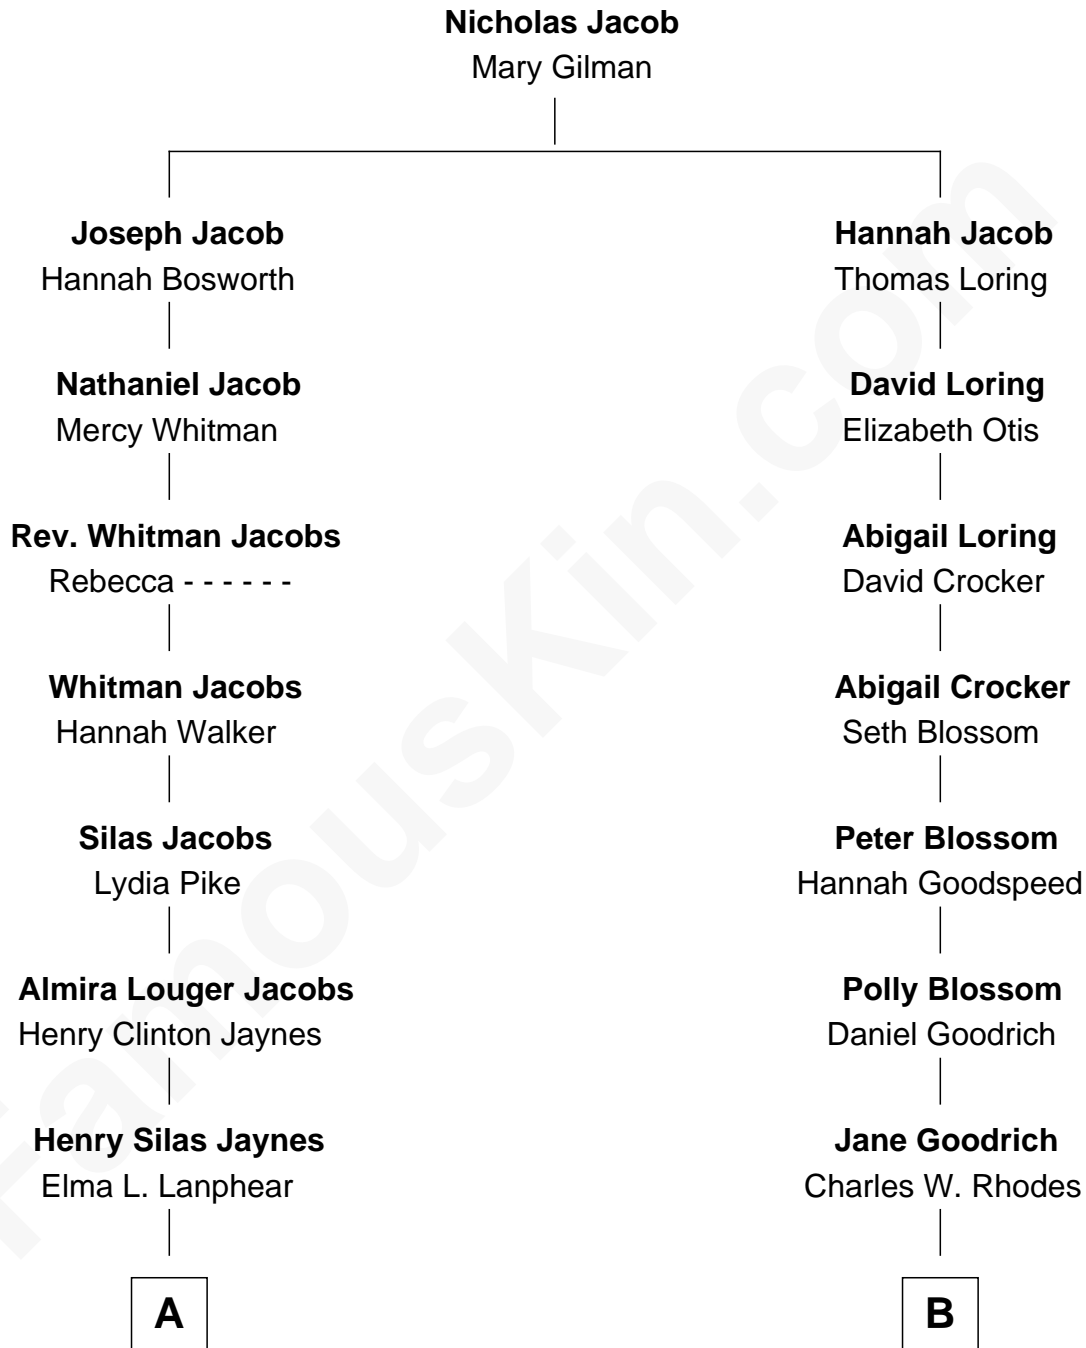 Nicholas Jacob
Mary Gilman
Joseph Jacob
Hannah Bosworth
Hannah Jacob
Thomas Loring
Nathaniel Jacob
Mercy Whitman
David Loring
Elizabeth Otis
Rev. Whitman Jacobs
Rebecca - - - - - -
Abigail Loring
David Crocker
Whitman Jacobs
Hannah Walker
Abigail Crocker
Seth Blossom
Silas Jacobs
Lydia Pike
Peter Blossom
Hannah Goodspeed
Almira Louger Jacobs
Henry Clinton Jaynes
Polly Blossom
Daniel Goodrich
Henry Silas Jaynes
Elma L. Lanphear
Jane Goodrich
Charles W. Rhodes
A
B
FamousKin.com